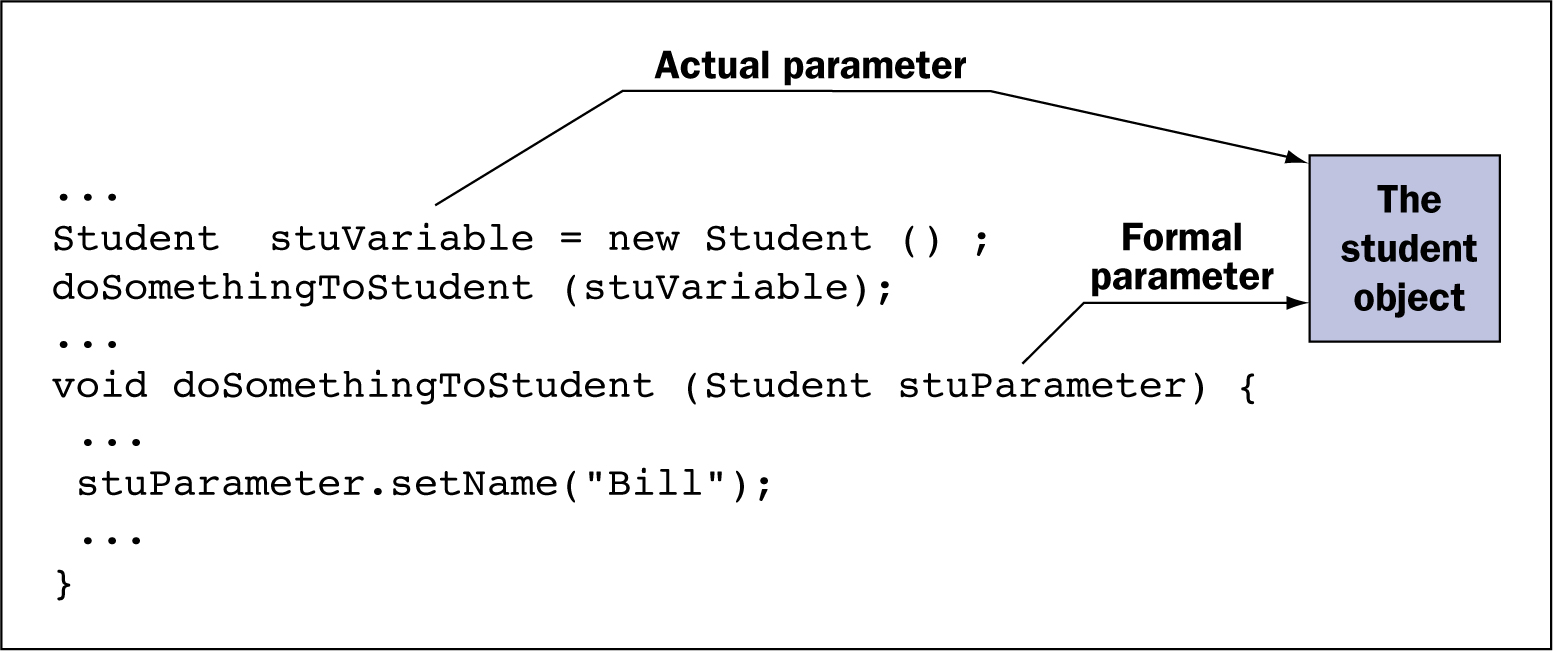 Actual parameter
...
Student  stuVariable = new Student () ;
doSomethingToStudent (stuVariable);
...
void doSomethingToStudent (Student stuParameter) {
 ...
 stuParameter.setName("Bill");
 ...
}
Formal
parameter
The
student
object